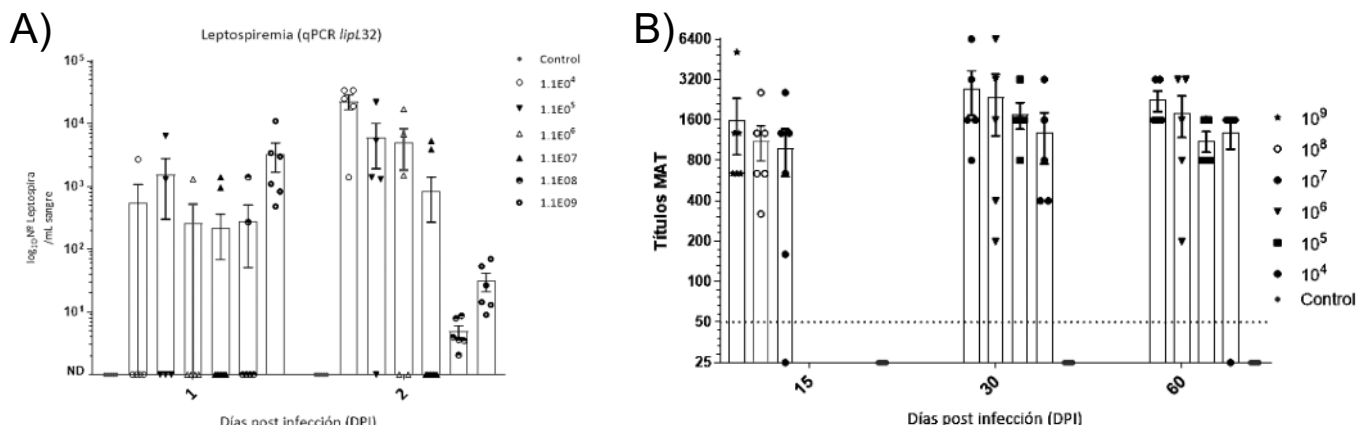 A)
Leptospiremia (qPCR lipL32)
log₁₀Nº Leptospira
/mL sangre
10⁵
10⁴
10³
10²
10¹
ND
1
2
Días post infección (DPI)
Control
1.1E0⁴
1.1E0⁵
1.1E0⁶
1.1E07
1.1E08
1.1E09
B)
Títulos MAT
6400
3200
1600
800
400
200
100
50
25
15
30
60
Días post infección (DPI)
10⁹
10⁸
10⁷
10⁶
10⁵
10⁴
Control